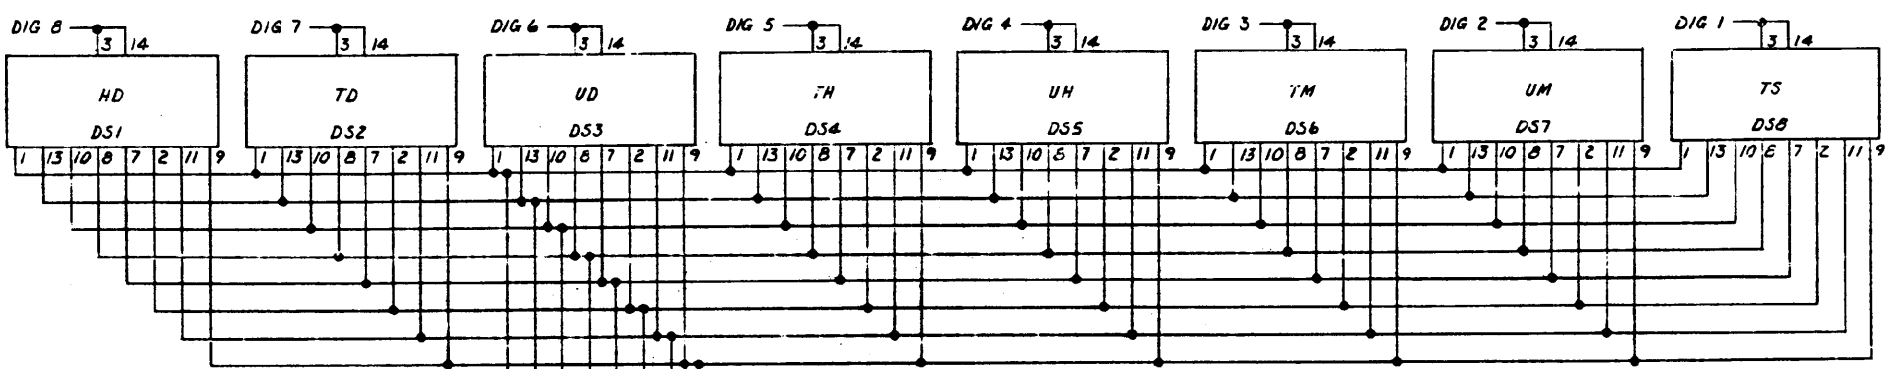 DIG 8 DIG 7 DIG 6 DIG 5 DIG 4 DIG 3 DIG 2 DIG 1
3 14 3 14 3 14 3 14 3 14 3 14 3 14 3 14
HD TD UD TH UH TM UM TS
DS1 DS2 DS3 DS4 DS5 DS6 DS7 DS8
1 13 10 8 7 2 11 9 1 13 10 8 7 2 11 9 1 13 10 8 7 2 11 9 1 13 10 8 7 2 11 9 1 13 10 8 7 2 11 9 1 13 10 8 7 2 11 9 1 13 10 8 7 2 11 9 1 13 10 8 7 2 11 9